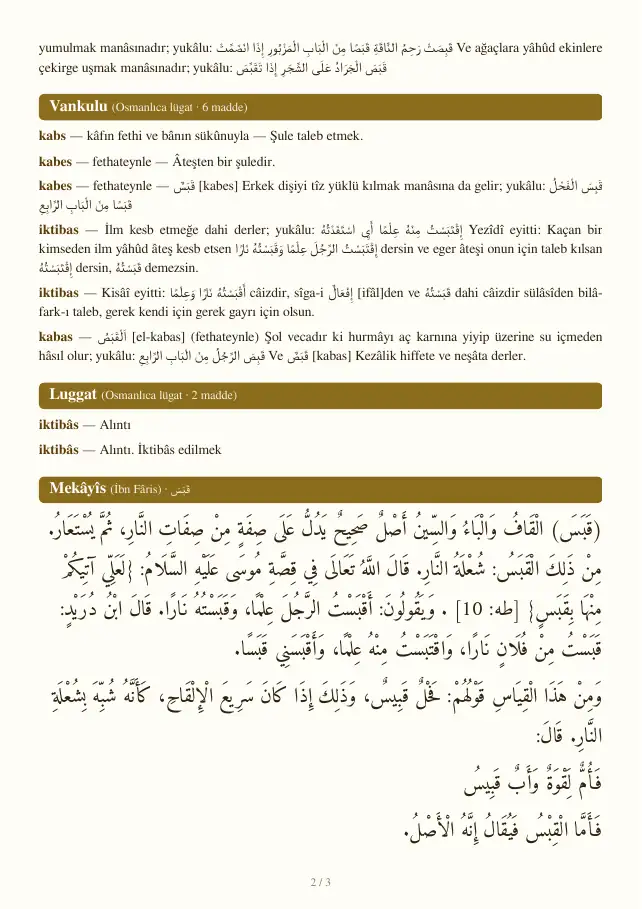 yumulmak manâsınadır; yukâlu: قَبِصَتْ رَحِمُ النَّاقَةِ قَبَصًا مِنَ الْبَابِ الْمَزْبُورِ إِذَا انْضَمَّتْ Ve ağaçlara yâhûd ekinlere
çekirge uşmak manâsınadır; yukâlu: قَبَصَ الْجَرَادُ عَلَى الشَّجَرِ إِذَا تَقَبَّصَ
Vankulu (Osmanlıca lügat · 6 madde)
kabs — kâfın fethi ve bânın sükûnuyla — Şule taleb etmek.
kabes — fethateynle — Âteşten bir şuledir.
kabes — fethateynle — قَبَسٌ [kabes] Erkek dişiyi tîz yüklü kılmak manâsına da gelir; yukâlu: قَبِسَ الْفَحْلُ
قَبَسًا مِنَ الْبَابِ الرَّابِعِ
iktibas — İlm kesb etmeğe dahi derler; yukâlu: اِقْتَبَسْتُ مِنْهُ عِلْمًا أَيِ اسْتَفَدْتُهُ Yezîdî eyitti: Kaçan bir
kimseden ilm yâhûd âteş kesb etsen اِقْتَبَسْتُ الرَّجُلَ عِلْمًا وَقَبَسْتُهُ نَارًا dersin ve eger âteşi onun için taleb kılsan
اِقْتَبَسْتُهُ dersin, قَبَسْتُهُ demezsin.
iktibas — Kisâî eyitti: أَقْبَسْتُهُ نَارًا وَعِلْمًا câizdir, sîga-i إِفْعَالٌ [ifâl]den ve قَبَسْتُهُ dahi câizdir sülâsîden bilâ-
fark-ı taleb, gerek kendi için gerek gayrı için olsun.
kabas — اَلْقَبَصُ [el-kabas] (fethateynle) Şol vecadır ki hurmâyı aç karnına yiyip üzerine su içmeden
hâsıl olur; yukâlu: قَبِصَ الرَّجُلُ مِنَ الْبَابِ الرَّابِعِ Ve قَبَصٌ [kabas] Kezâlik hiffete ve neşâta derler.
Luggat (Osmanlıca lügat · 2 madde)
iktibâs — Alıntı
iktibâs — Alıntı. İktibâs edilmek
Mekâyîs (İbn Fâris) · قَبَسَ
(قَبَسَ) الْقَافُ وَالْبَاءُ وَالسِّينُ أَصْلٌ صَحِيحٌ يَدُلُّ عَلَى صِفَةٍ مِنْ صِفَاتِ النَّارِ، ثُمَّ يُسْتَعَارُ.
مِنْ ذَلِكَ الْقَبَسُ: شُعْلَةُ النَّارِ. قَالَ اللَّهُ تَعَالَى فِي قِصَّةِ مُوسَى عَلَيْهِ السَّلَامُ: {لَعَلِّي آتِيكُمْ
مِنْهَا بِقَبَسٍ} [طه: 10] . وَيَقُولُونَ: أَقْبَسْتُ الرَّجُلَ عِلْمًا، وَقَبَسْتُهُ نَارًا. قَالَ ابْنُ دُرَيْدٍ:
قَبَسْتُ مِنْ فُلَانٍ نَارًا، وَاقْتَبَسْتُ مِنْهُ عِلْمًا، وَأَقْبَسَنِي قَبَسًا.
وَمِنْ هَذَا الْقِيَاسِ قَوْلُهُمْ: فَحْلٌ قَبِيسٌ، وَذَلِكَ إِذَا كَانَ سَرِيعَ الْإِلْقَاحِ، كَأَنَّهُ شُبِّهَ بِشُعْلَةِ
النَّارِ. قَالَ:
فَأُمٌّ لِقْوَةٌ وَأَبٌ قَبِيسُ
فَأَمَّا الْقِبْسُ فَيُقَالُ إِنَّهُ الْأَصْلُ.
2 / 3